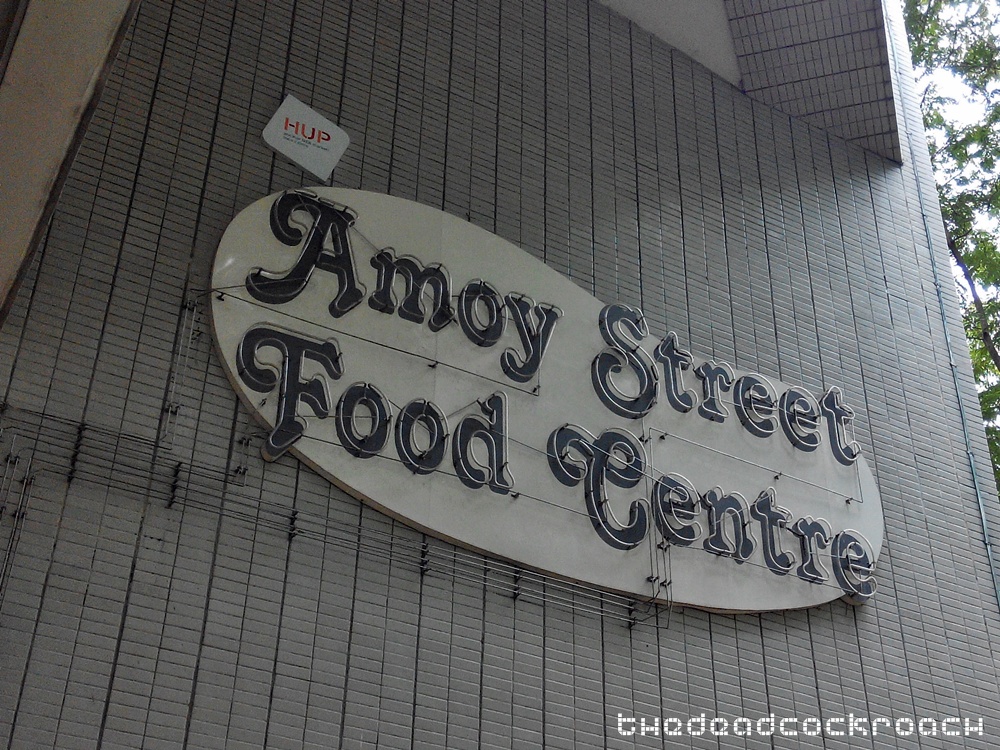 HUP
Amoy Street
Food Centre
thedeadcockroach